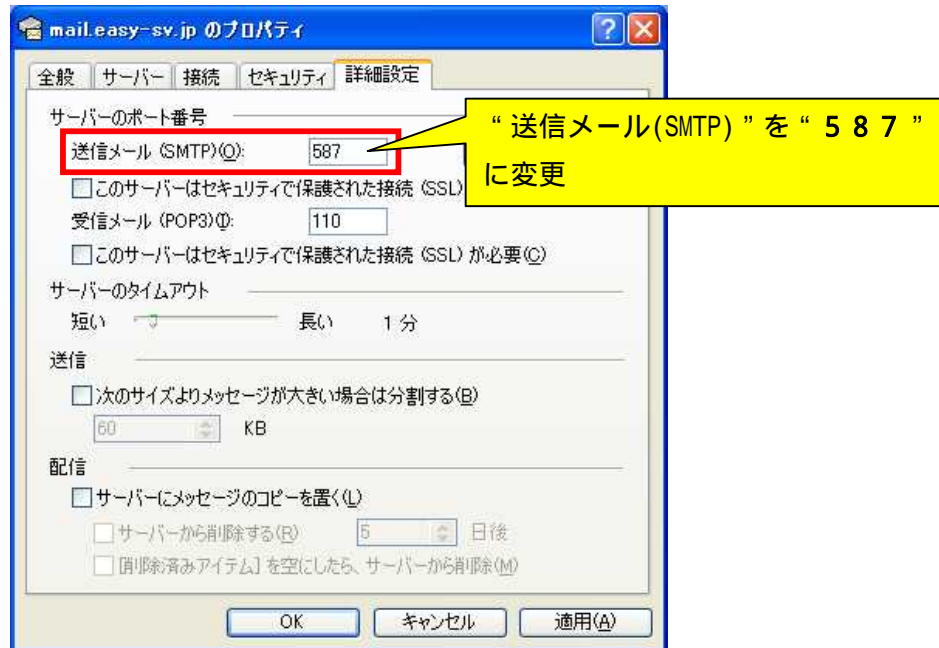 mail.easy-sv.jp のプロパティ
全般 サーバー 接続 セキュリティ 詳細設定
サーバーのポート番号
送信メール (SMTP)(O): 587
“送信メール(SMTP)”を“５８７”
に変更
このサーバーはセキュリティで保護された接続 (SSL)
受信メール (POP3)(I): 110
このサーバーはセキュリティで保護された接続 (SSL) が必要(C)
サーバーのタイムアウト
短い 長い 1 分
送信
次のサイズよりメッセージが大きい場合は分割する(B)
60 KB
配信
サーバーにメッセージのコピーを置く(L)
サーバーから削除する(R) 5 日後
[削除済みアイテム] を空にしたら、サーバーから削除(M)
OK キャンセル 適用(A)